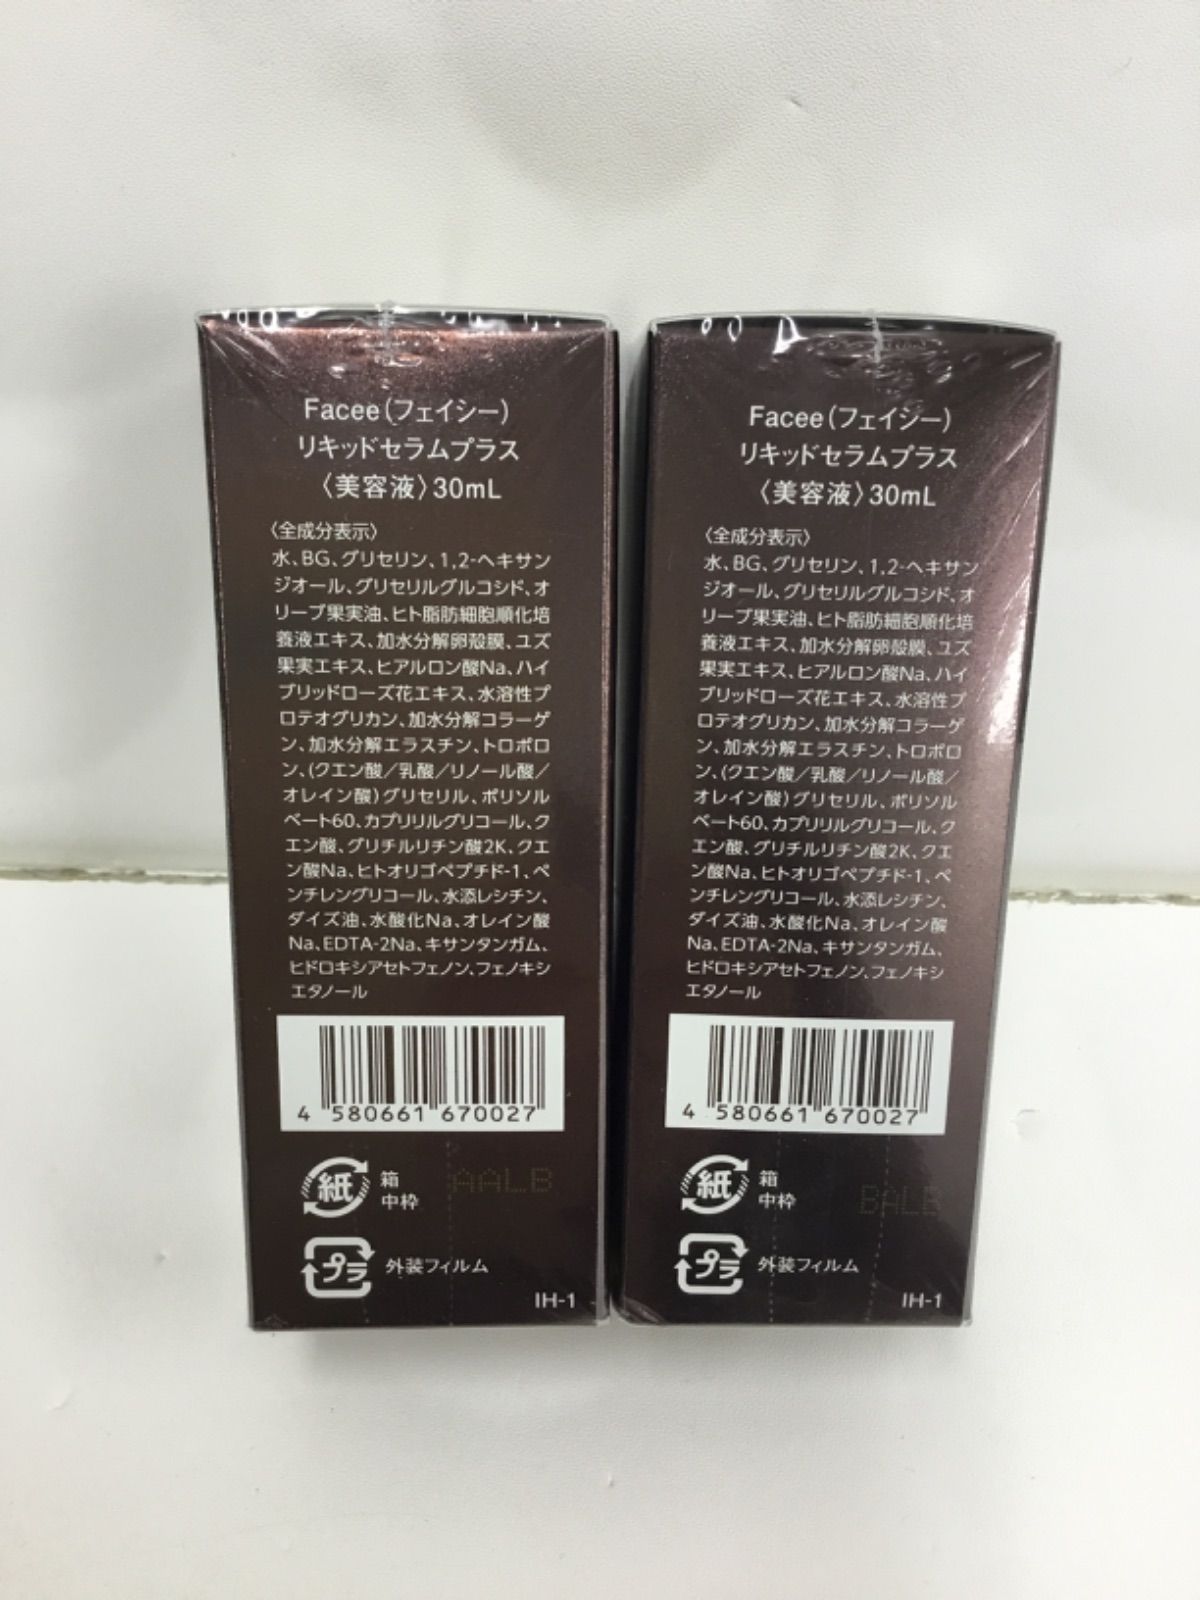 Facee(フェイシー)
リキッドセラムプラス
〈美容液〉30mL
〈全成分表示〉
水、BG、グリセリン、1,2-ヘキサン
ジオール、グリセリルグルコシド、オ
リーブ果実油、ヒト脂肪細胞順化培
養液エキス、加水分解卵殻膜、ユズ
果実エキス、ヒアルロン酸Na、ハイ
ブリッドローズ花エキス、水溶性プ
ロテオグリカン、加水分解コラーゲ
ン、加水分解エラスチン、トロポロ
ン、(クエン酸/乳酸/リノール酸/
オレイン酸)グリセリル、ポリソル
ベート60、カプリリルグリコール、ク
エン酸、グリチルリチン酸2K、クエ
ン酸Na、ヒトオリゴペプチド-1、ペ
ンチレングリコール、水添レシチン、
ダイズ油、水酸化Na、オレイン酸
Na、EDTA-2Na、キサンタンガム、
ヒドロキシアセトフェノン、フェノキシ
エタノール
4 580661 670027
紙 箱
中枠
AALB
プラ 外装フィルム
IH-1
Facee(フェイシー)
リキッドセラムプラス
〈美容液〉30mL
〈全成分表示〉
水、BG、グリセリン、1,2-ヘキサン
ジオール、グリセリルグルコシド、オ
リーブ果実油、ヒト脂肪細胞順化培
養液エキス、加水分解卵殻膜、ユズ
果実エキス、ヒアルロン酸Na、ハイ
ブリッドローズ花エキス、水溶性プ
ロテオグリカン、加水分解コラーゲ
ン、加水分解エラスチン、トロポロ
ン、(クエン酸/乳酸/リノール酸/
オレイン酸)グリセリル、ポリソル
ベート60、カプリリルグリコール、ク
エン酸、グリチルリチン酸2K、クエ
ン酸Na、ヒトオリゴペプチド-1、ペ
ンチレングリコール、水添レシチン、
ダイズ油、水酸化Na、オレイン酸
Na、EDTA-2Na、キサンタンガム、
ヒドロキシアセトフェノン、フェノキシ
エタノール
4 580661 670027
紙 箱
中枠
BALB
プラ 外装フィルム
IH-1